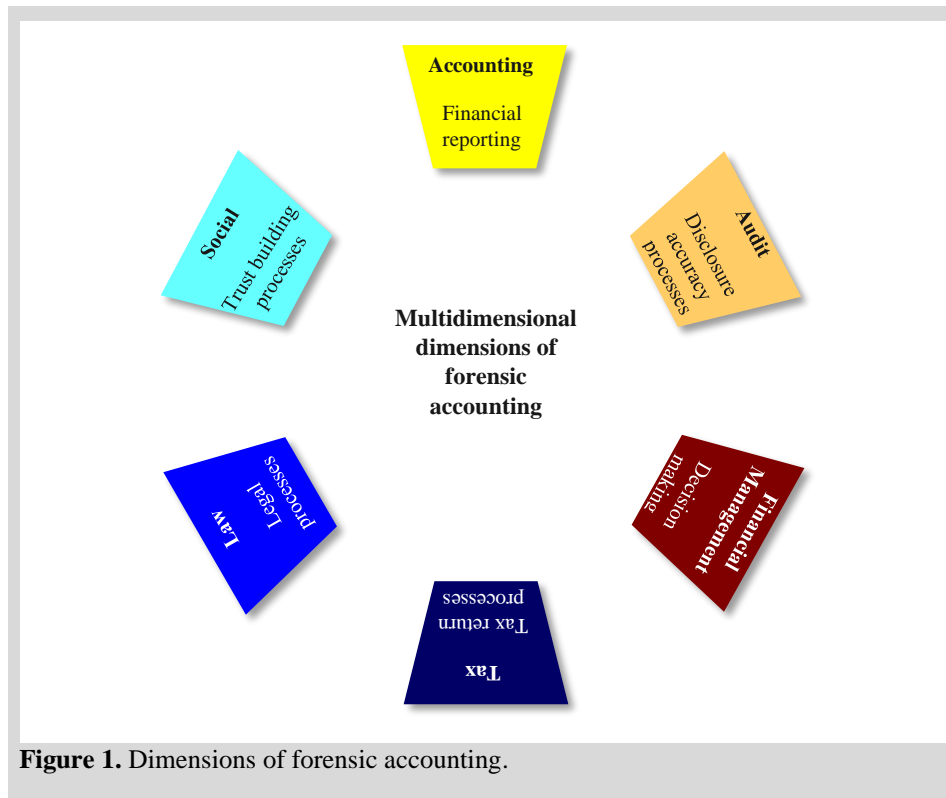 Accounting
Financial
reporting
Audit
Disclosure
accuracy
processes
Financial
Management
Decision
making
Tax
Tax return
processes
Law
Legal
processes
Social
Trust building
processes
Multidimensional
dimensions of
forensic
accounting
Figure 1. Dimensions of forensic accounting.